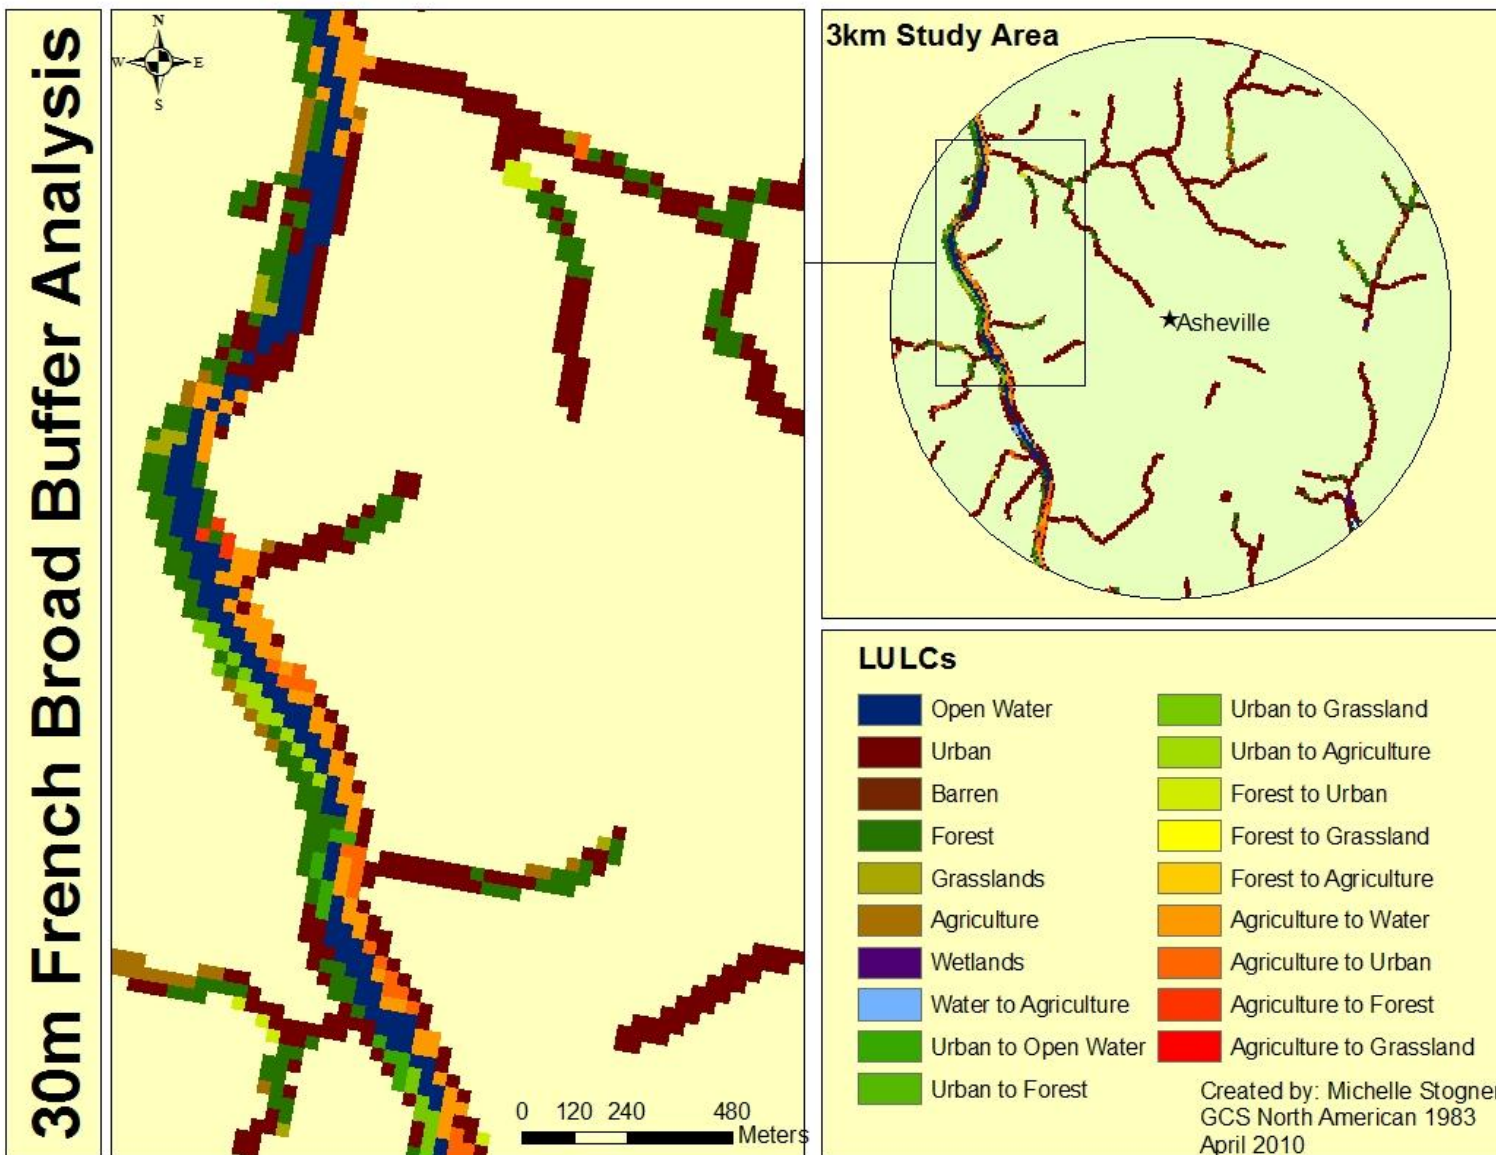 30m French Broad Buffer Analysis
N
W E
S
0 120 240 480
Meters
3km Study Area
Asheville
LULCs
Open Water
Urban
Barren
Forest
Grasslands
Agriculture
Wetlands
Water to Agriculture
Urban to Open Water
Urban to Forest
Urban to Grassland
Urban to Agriculture
Forest to Urban
Forest to Grassland
Forest to Agriculture
Agriculture to Water
Agriculture to Urban
Agriculture to Forest
Agriculture to Grassland
Created by: Michelle Stogner
GCS North American 1983
April 2010